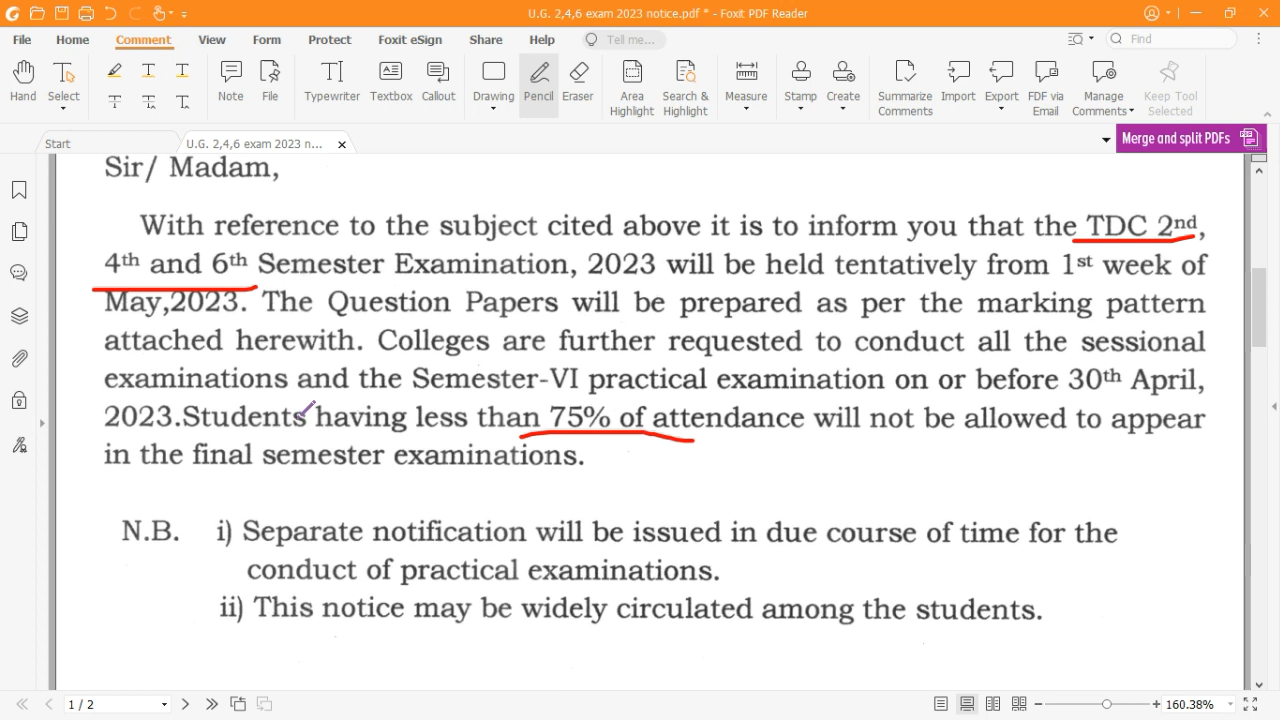 U.G. 2,4,6 exam 2023 notice.pdf * - Foxit PDF Reader
File Home Comment View Form Protect Foxit eSign Share Help Tell me... Find
Hand Select Note File Typewriter Textbox Callout Drawing Pencil Eraser Area Highlight Search & Highlight Measure Stamp Create Summarize Comments Import Export FDF via Email Manage Comments Keep Tool Selected
Start U.G. 2,4,6 exam 2023 n... Merge and split PDFs
Sir/ Madam,
With reference to the subject cited above it is to inform you that the TDC 2nd,
4th and 6th Semester Examination, 2023 will be held tentatively from 1st week of
May,2023. The Question Papers will be prepared as per the marking pattern
attached herewith. Colleges are further requested to conduct all the sessional
examinations and the Semester-VI practical examination on or before 30th April,
2023.Students having less than 75% of attendance will not be allowed to appear
in the final semester examinations.
N.B. i) Separate notification will be issued in due course of time for the
conduct of practical examinations.
ii) This notice may be widely circulated among the students.
1 / 2 160.38%